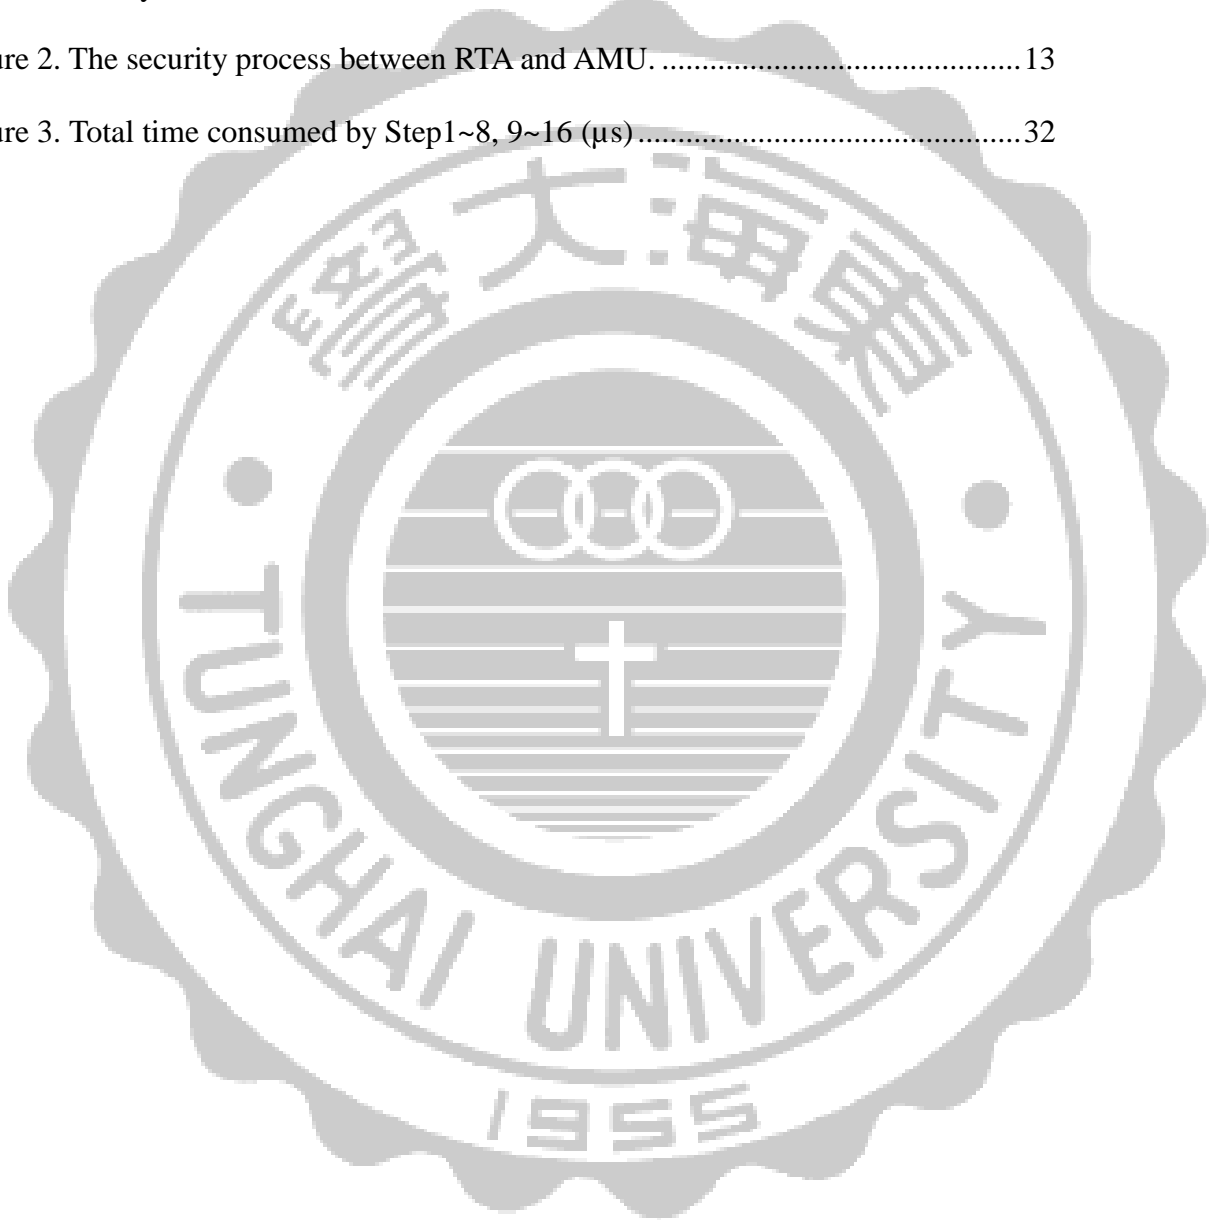 ure 2. The security process between RTA and AMU. ............................................. 13
ure 3. Total time consumed by Step1~8, 9~16 (μs) ................................................ 32
學大海東
TUNGHAI UNIVERSITY
1955